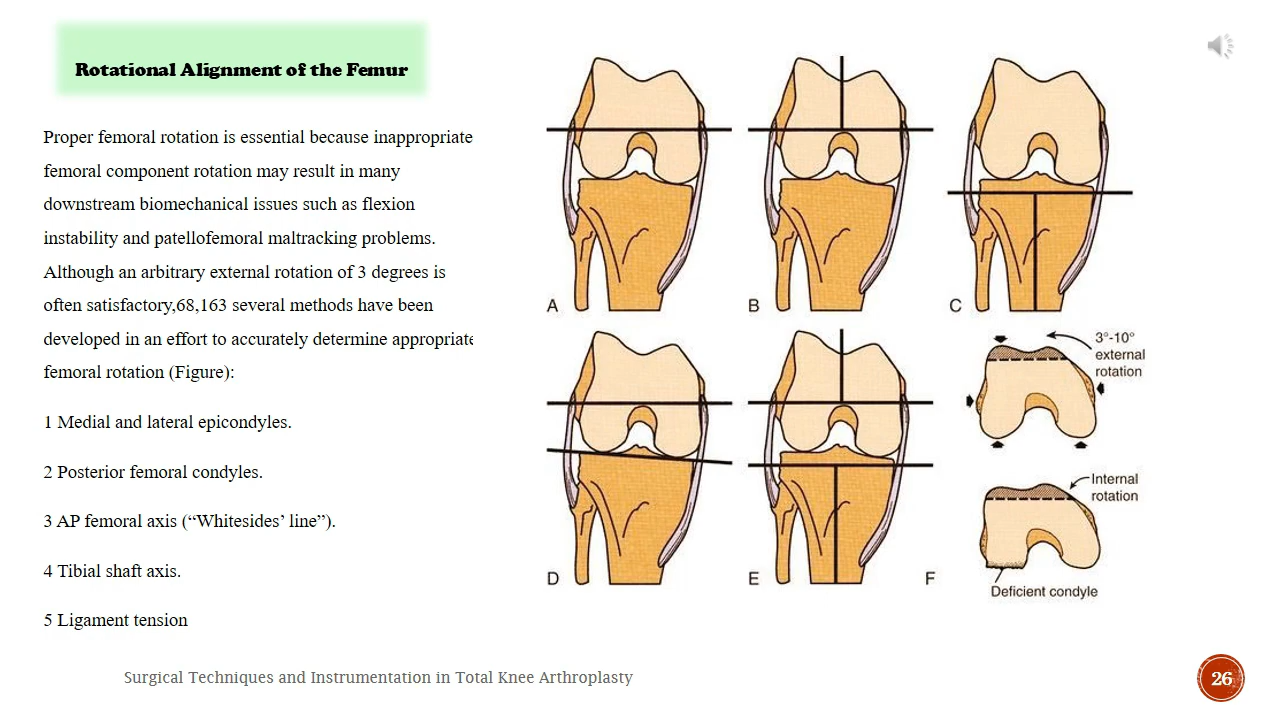 Rotational Alignment of the Femur
Proper femoral rotation is essential because inappropriate
femoral component rotation may result in many
downstream biomechanical issues such as flexion
instability and patellofemoral maltracking problems.
Although an arbitrary external rotation of 3 degrees is
often satisfactory,68,163 several methods have been
developed in an effort to accurately determine appropriate
femoral rotation (Figure):
1 Medial and lateral epicondyles.
2 Posterior femoral condyles.
3 AP femoral axis (“Whitesides’ line”).
4 Tibial shaft axis.
5 Ligament tension
A
B
C
3°-10°
external
rotation
D
E
F
Internal
rotation
Deficient condyle
Surgical Techniques and Instrumentation in Total Knee Arthroplasty
26